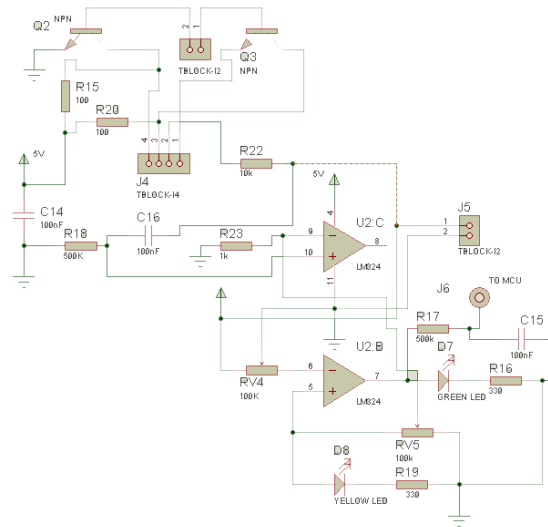 Q2
NPN
2
1
TBLOCK-I2
Q3
NPN
R15
100
R20
100
4
3
2
1
J4
TBLOCK-I4
R22
10k
5V
C14
100nF
C16
100nF
R18
500K
R23
1k
5V
4
9
10
8
11
U2:C
LM324
J5
1
2
TBLOCK-I2
J6
TO MCU
R17
500k
C15
100nF
RV4
100K
6
5
7
U2:B
LM324
D7
GREEN LED
R16
330
RV5
100k
D8
YELLOW LED
R19
330